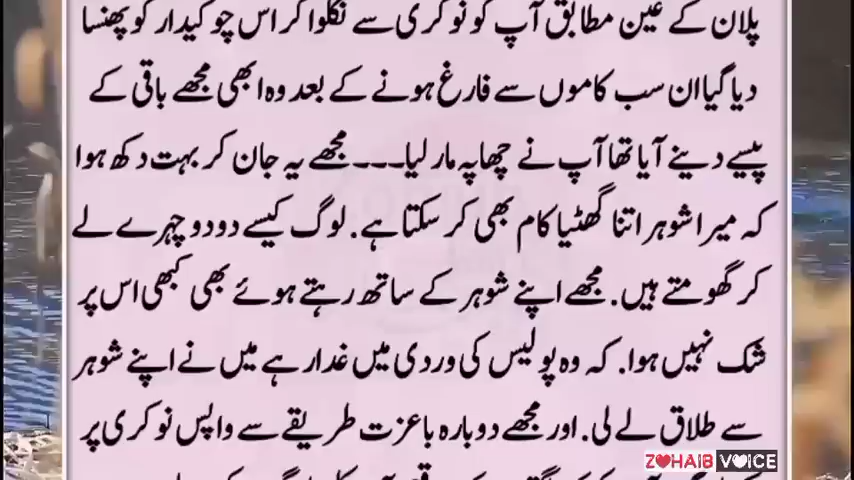 پلان کے عین مطابق آپ کو نوکری سے نکلوا کر اس چوکیدار کو پھنسا
دیا گیا ان سب کاموں سے فارغ ہونے کے بعد وہ ابھی مجھے باقی کے
پیسے دینے آیا تھا آپ نے چھاپہ مار لیا۔۔۔ مجھے یہ جان کر بہت دکھ ہوا
کہ میرا شوہر اتنا گھٹیا کام بھی کر سکتا ہے. لوگ کیسے دو دو چہرے لے
کر گھومتے ہیں. مجھے اپنے شوہر کے ساتھ رہتے ہوئے بھی کبھی اس پر
شک نہیں ہوا. کہ وہ پولیس کی وردی میں غدار ہے میں نے اپنے شوہر
سے طلاق لے لی. اور مجھے دوبارہ باعزت طریقے سے واپس نوکری پر
ZOHAIB VOICE